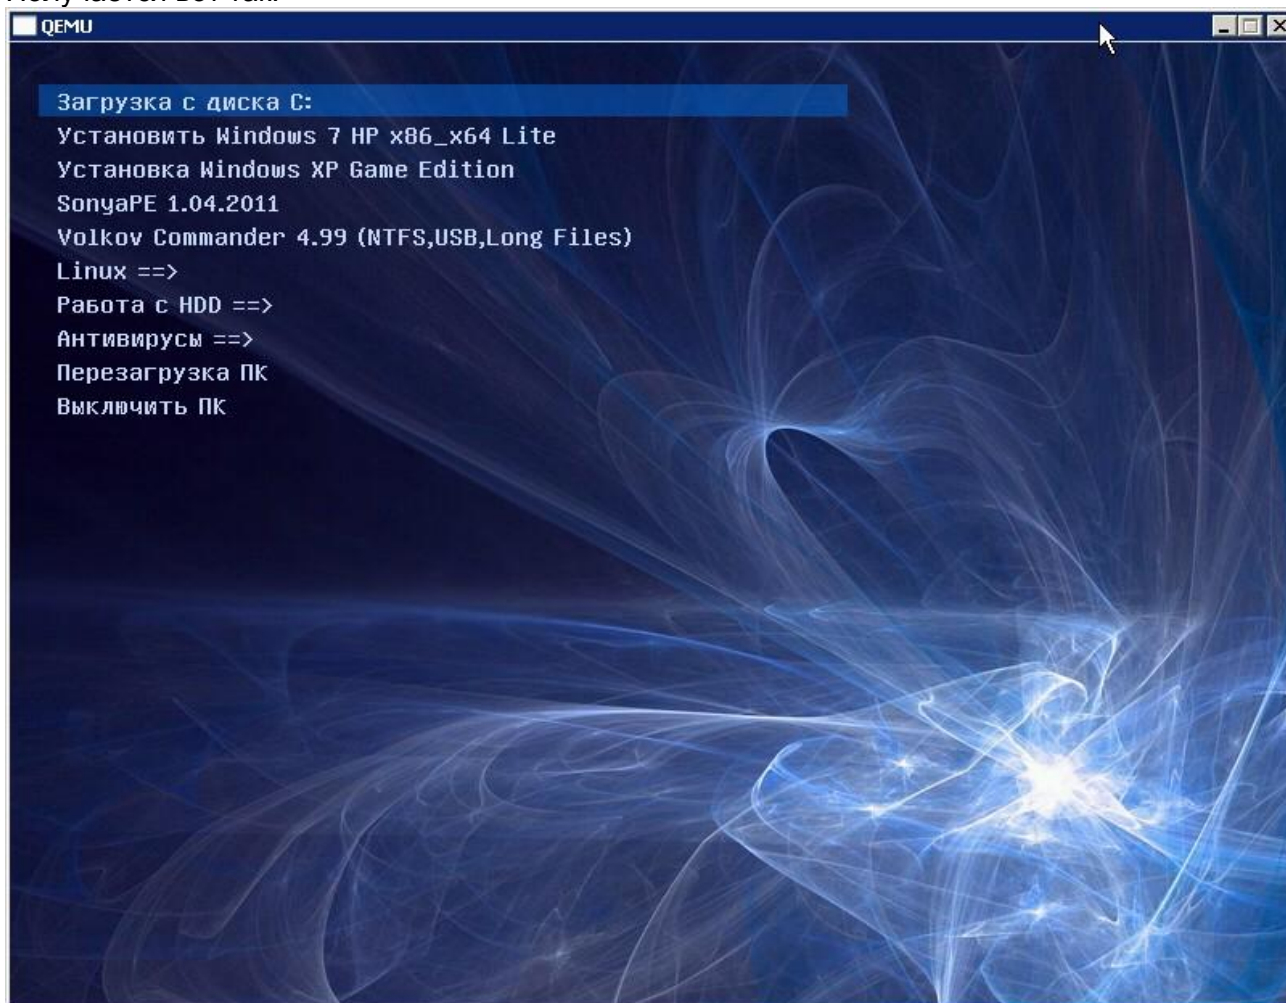 QEMU
Загрузка с диска C:
Установить Windows 7 HP x86_x64 Lite
Установка Windows XP Game Edition
SonyaPE 1.04.2011
Volkov Commander 4.99 (NTFS,USB,Long Files)
Linux ==>
Работа с HDD ==>
Антивирусы ==>
Перезагрузка ПК
Выключить ПК